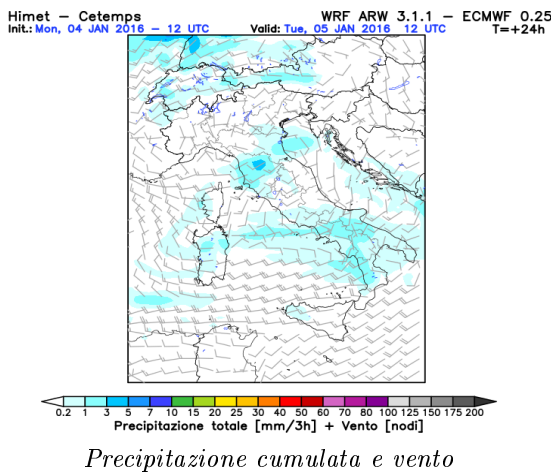 Himet – Cetemps WRF ARW 3.1.1 – ECMWF 0.25
Init.: Mon, 04 JAN 2016 – 12 UTC Valid: Tue, 05 JAN 2016 12 UTC T=+24h
0.2 1 3 5 7 10 15 20 25 30 40 50 60 70 80 100 125 150 175 200
Precipitazione totale [mm/3h] + Vento [nodi]
Precipitazione cumulata e vento